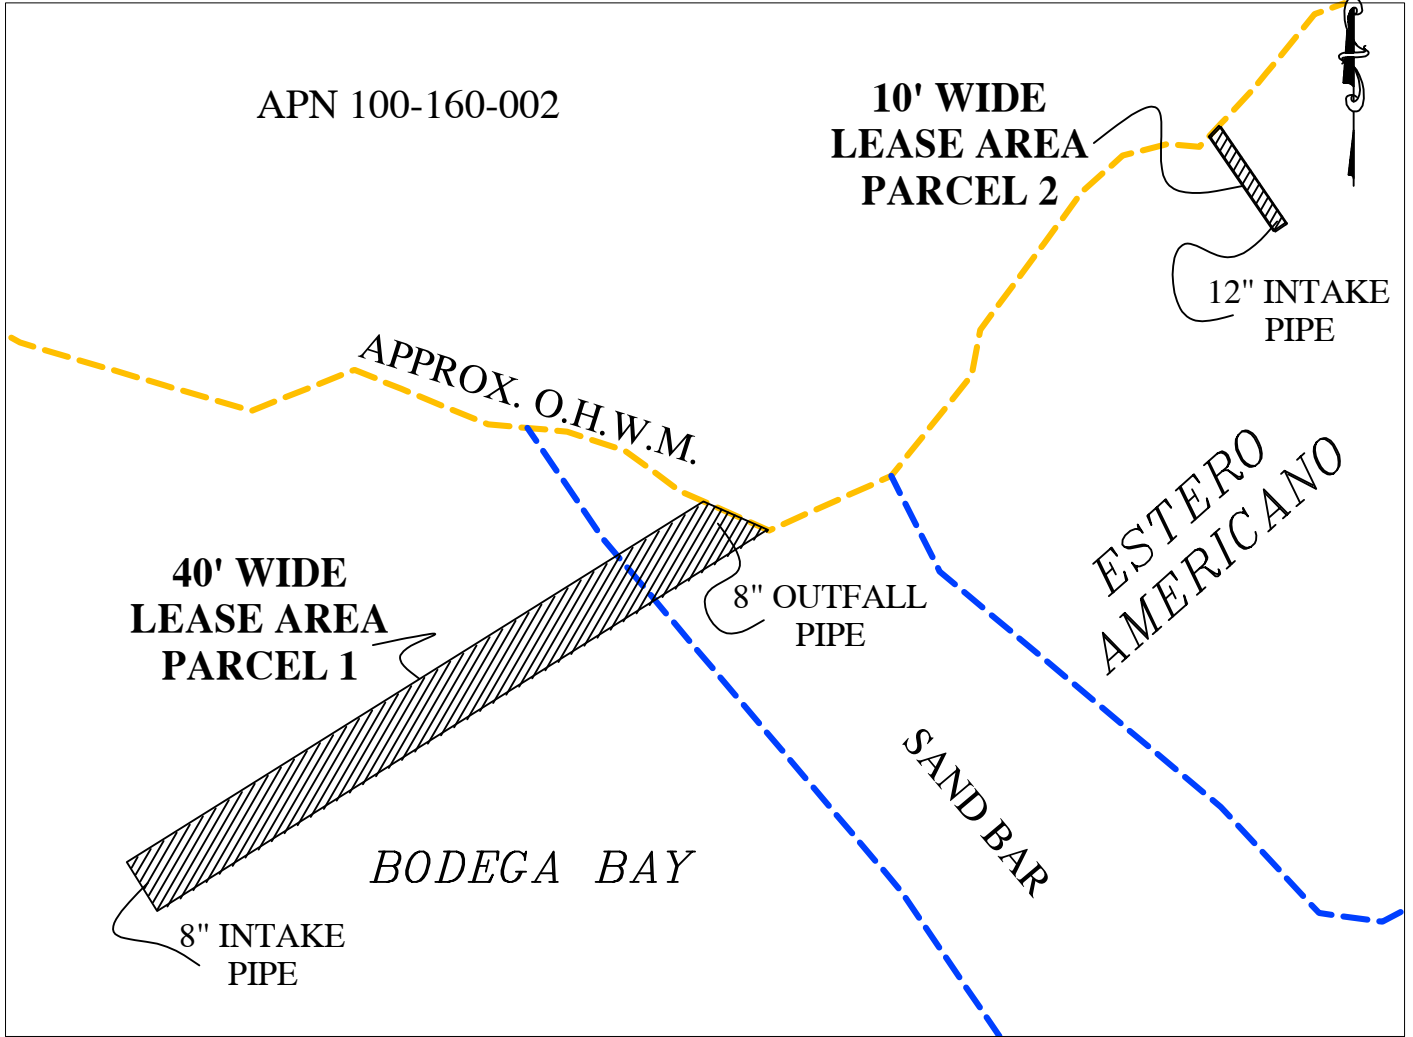 APN 100-160-002
10' WIDE
LEASE AREA
PARCEL 2
12" INTAKE
PIPE
APPROX. O.H.W.M.
ESTERO
AMERICANO
40' WIDE
LEASE AREA
PARCEL 1
8" OUTFALL
PIPE
SAND BAR
BODEGA BAY
8" INTAKE
PIPE